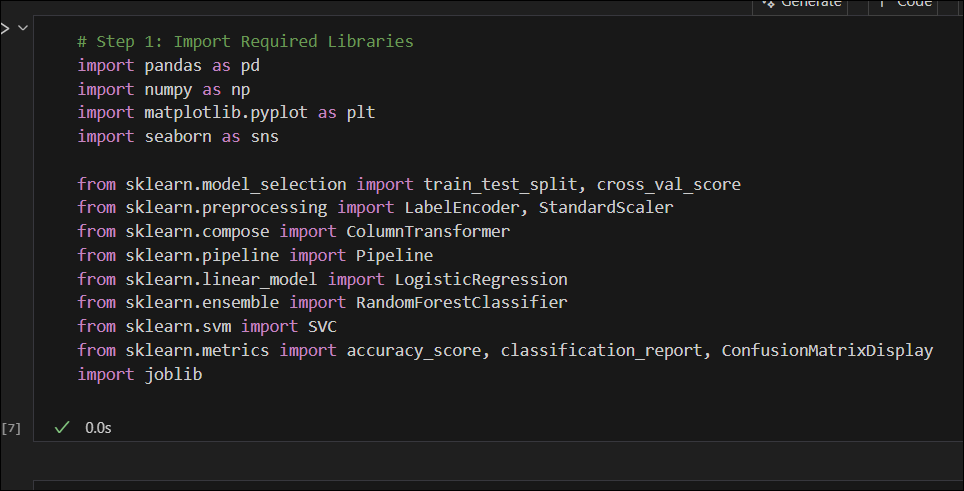 Generate Code
# Step 1: Import Required Libraries
import pandas as pd
import numpy as np
import matplotlib.pyplot as plt
import seaborn as sns
from sklearn.model_selection import train_test_split, cross_val_score
from sklearn.preprocessing import LabelEncoder, StandardScaler
from sklearn.compose import ColumnTransformer
from sklearn.pipeline import Pipeline
from sklearn.linear_model import LogisticRegression
from sklearn.ensemble import RandomForestClassifier
from sklearn.svm import SVC
from sklearn.metrics import accuracy_score, classification_report, ConfusionMatrixDisplay
import joblib
[7] 0.0s